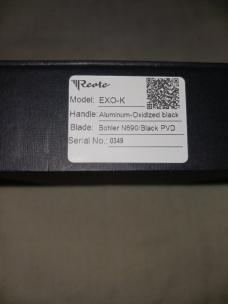 Reate
Model: EXO-K
Handle: Aluminum-Oxidized black
Blade: Bohler N690/Black PVD
Serial No.: 0349